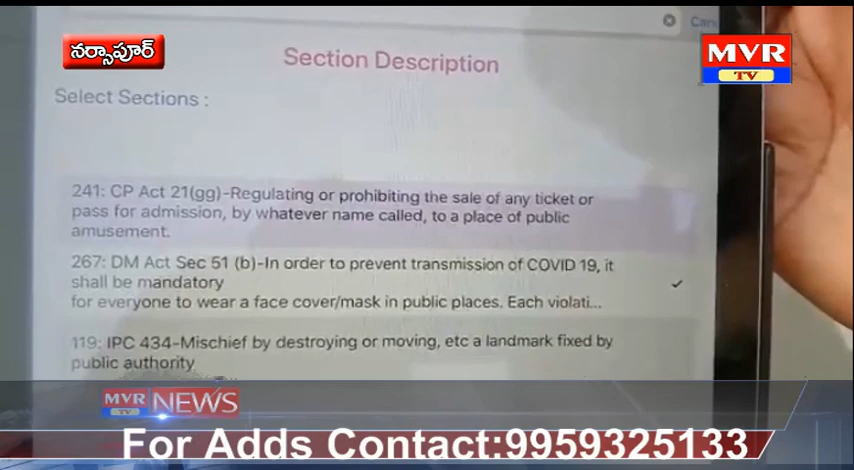 నర్సాపూర్
MVR
TV
Section Description
Select Sections :
241: CP Act 21(gg)-Regulating or prohibiting the sale of any ticket or
pass for admission, by whatever name called, to a place of public
amusement.
267: DM Act Sec 51 (b)-In order to prevent transmission of COVID 19, it
shall be mandatory
for everyone to wear a face cover/mask in public places. Each violati...
119: IPC 434-Mischief by destroying or moving, etc a landmark fixed by
public authority
MVR
TV
NEWS
For Adds Contact:9959325133